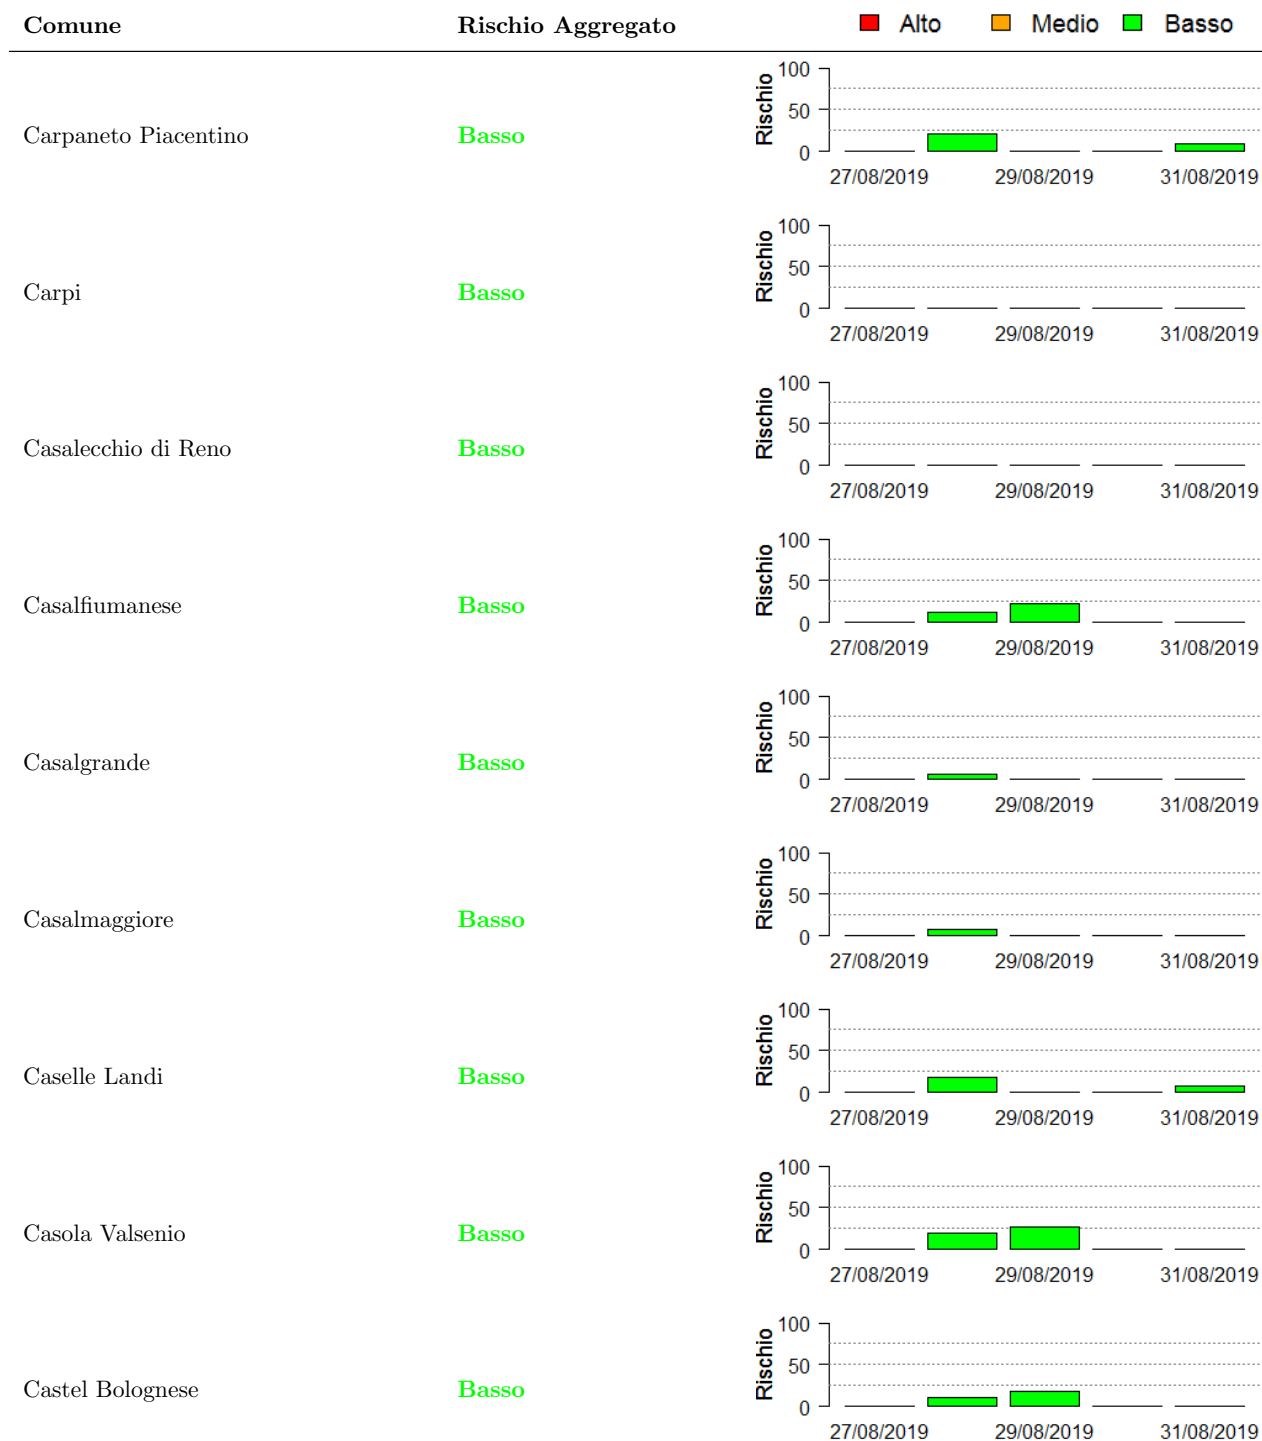 Comune Rischio Aggregato Alto Medio Basso
Carpaneto Piacentino Basso
Rischio
100
50
0
27/08/2019 29/08/2019 31/08/2019
Carpi Basso
Rischio
100
50
0
27/08/2019 29/08/2019 31/08/2019
Casalecchio di Reno Basso
Rischio
100
50
0
27/08/2019 29/08/2019 31/08/2019
Casalfiumanese Basso
Rischio
100
50
0
27/08/2019 29/08/2019 31/08/2019
Casalgrande Basso
Rischio
100
50
0
27/08/2019 29/08/2019 31/08/2019
Casalmaggiore Basso
Rischio
100
50
0
27/08/2019 29/08/2019 31/08/2019
Caselle Landi Basso
Rischio
100
50
0
27/08/2019 29/08/2019 31/08/2019
Casola Valsenio Basso
Rischio
100
50
0
27/08/2019 29/08/2019 31/08/2019
Castel Bolognese Basso
Rischio
100
50
0
27/08/2019 29/08/2019 31/08/2019